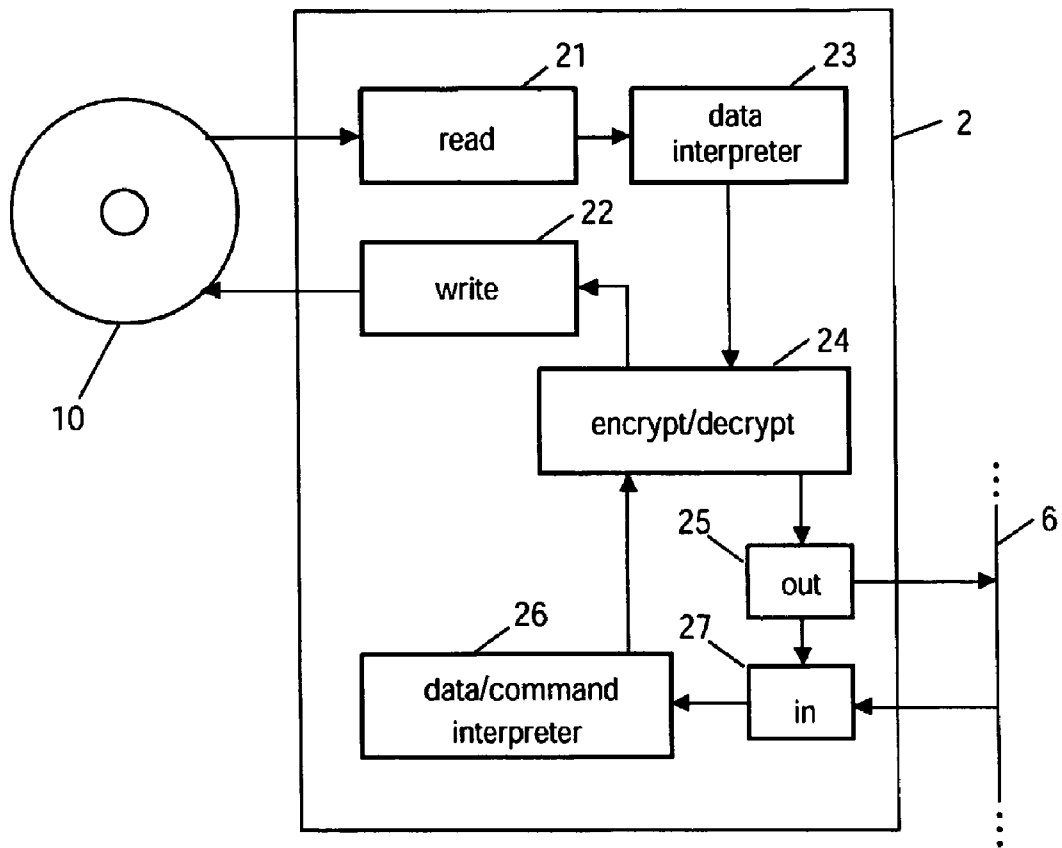 21
23
read
data
interpreter
2
22
write
10
24
encrypt/decrypt
25
out
6
26
27
data/command
interpreter
in